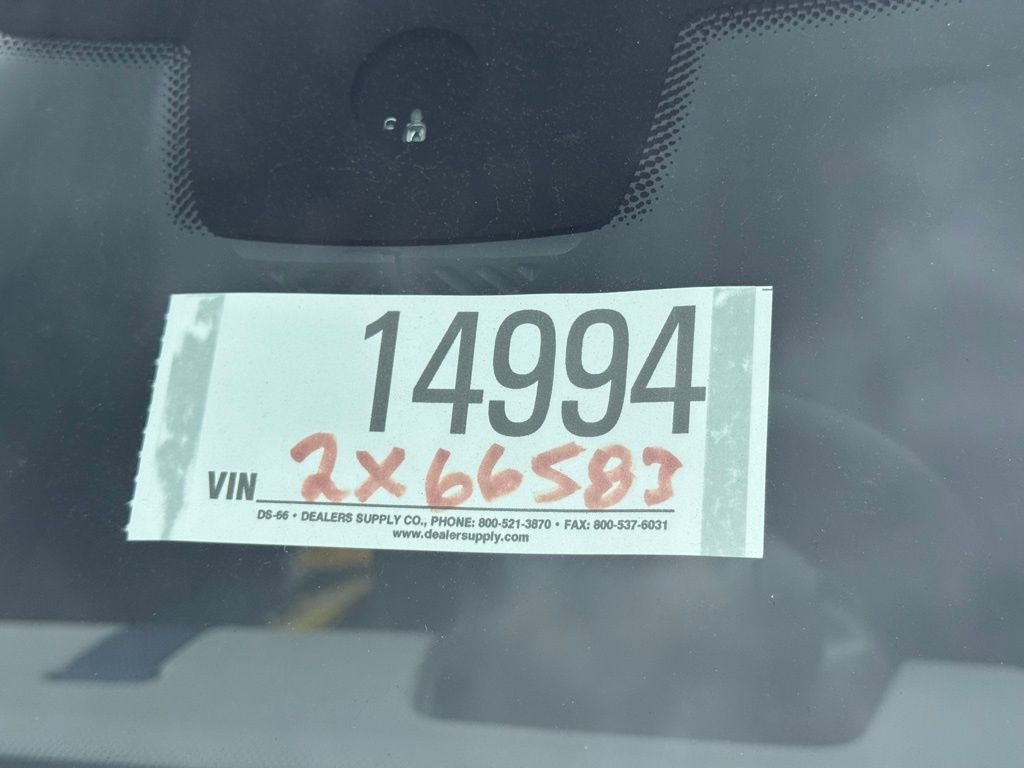 14994
VIN 2X66583
DS-66 • DEALERS SUPPLY CO., PHONE: 800-521-3870 • FAX: 800-537-6031
www.dealersupply.com